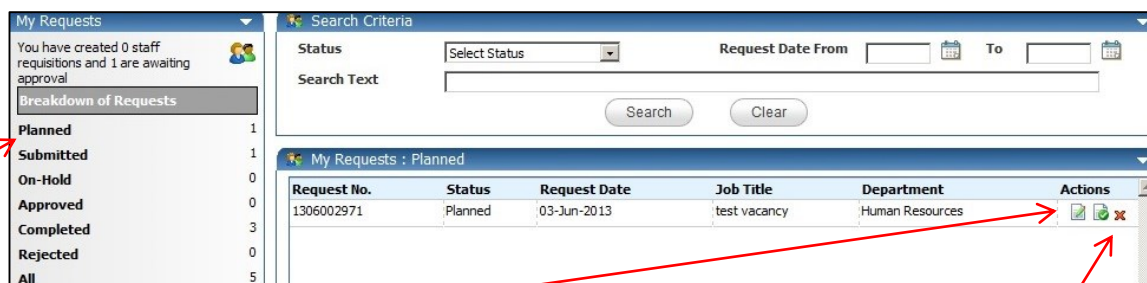 My Requests
You have created 0 staff
requisitions and 1 are awaiting
approval
Breakdown of Requests
Planned 1
Submitted 1
On-Hold 0
Approved 0
Completed 3
Rejected 0
All 5
Search Criteria
Status Select Status Request Date From To
Search Text
Search Clear
My Requests : Planned
Request No. Status Request Date Job Title Department Actions
1306002971 Planned 03-Jun-2013 test vacancy Human Resources